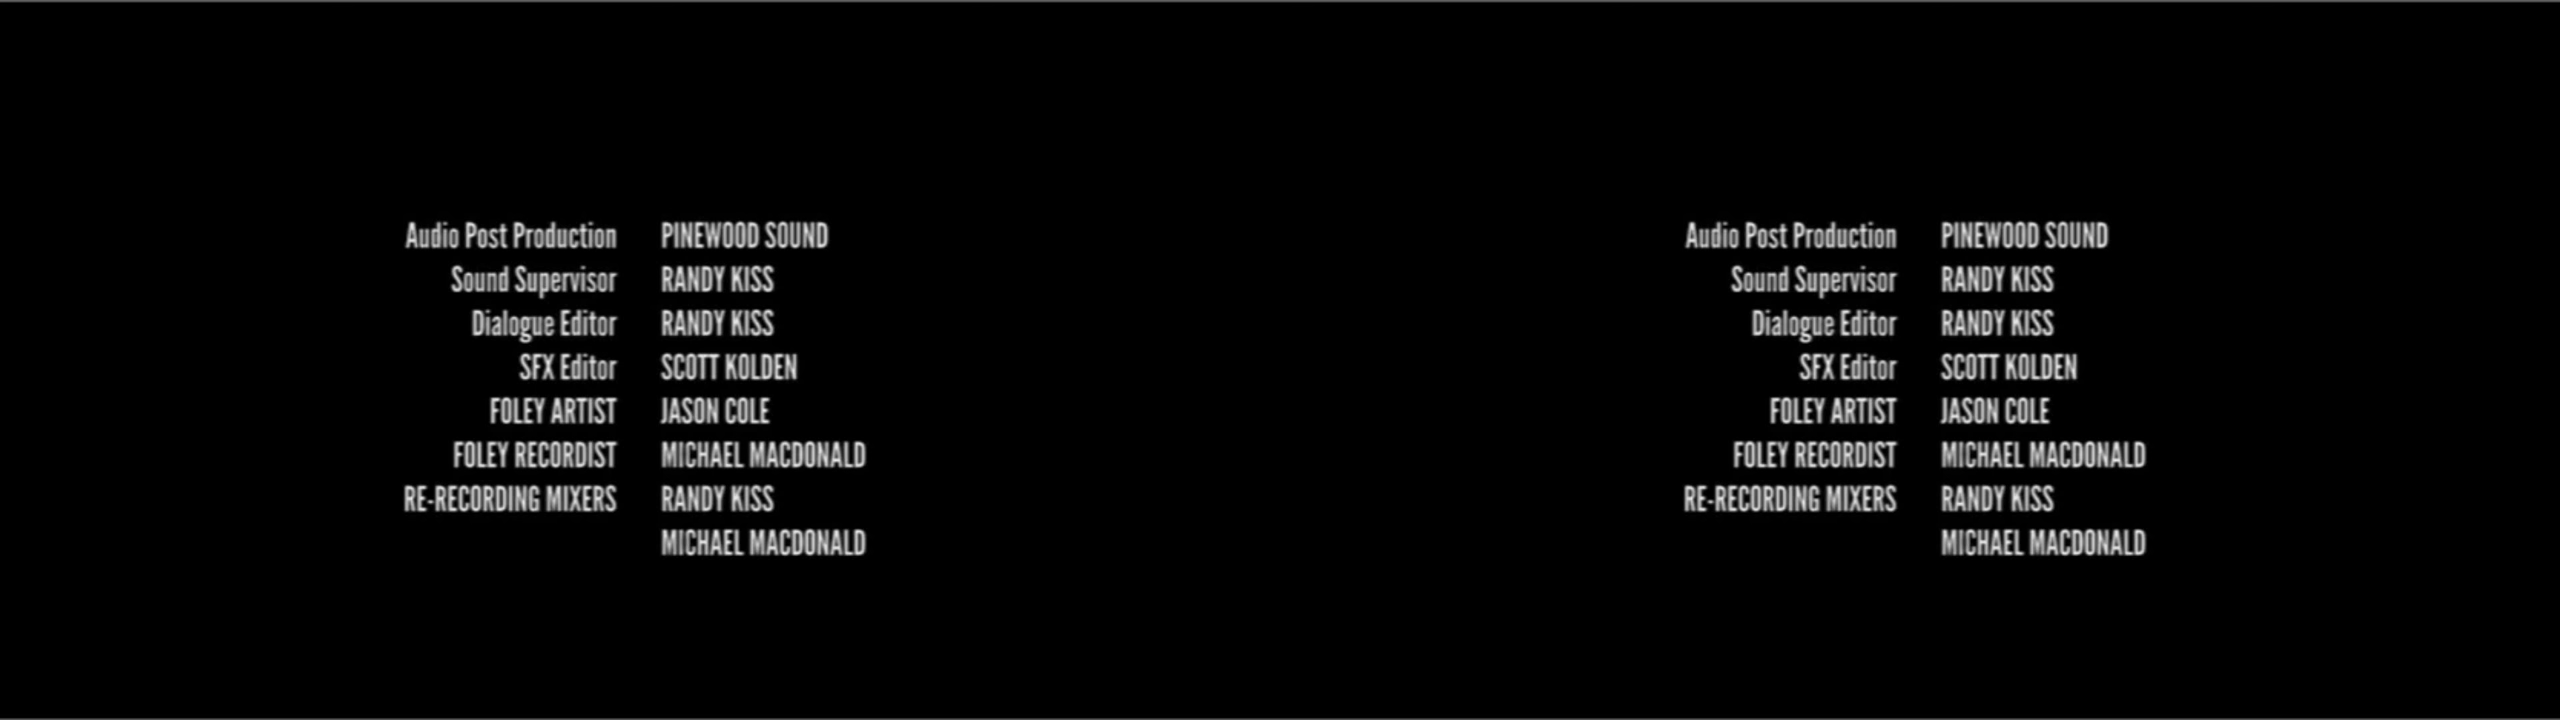 Audio Post Production PINEWOOD SOUND
Sound Supervisor RANDY KISS
Dialogue Editor RANDY KISS
SFX Editor SCOTT KOLDEN
FOLEY ARTIST JASON COLE
FOLEY RECORDIST MICHAEL MACDONALD
RE-RECORDING MIXERS RANDY KISS
MICHAEL MACDONALD
Audio Post Production PINEWOOD SOUND
Sound Supervisor RANDY KISS
Dialogue Editor RANDY KISS
SFX Editor SCOTT KOLDEN
FOLEY ARTIST JASON COLE
FOLEY RECORDIST MICHAEL MACDONALD
RE-RECORDING MIXERS RANDY KISS
MICHAEL MACDONALD